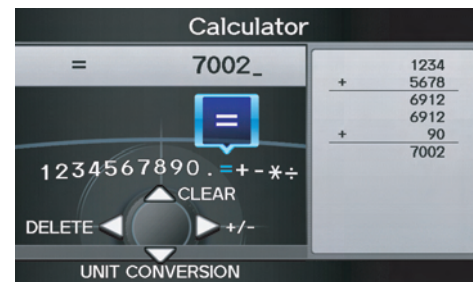 Calculator
= 7002_
=
1234567890.=+-*÷
CLEAR
DELETE +/-
UNIT CONVERSION
1234
+ 5678
6912
6912
+ 90
7002